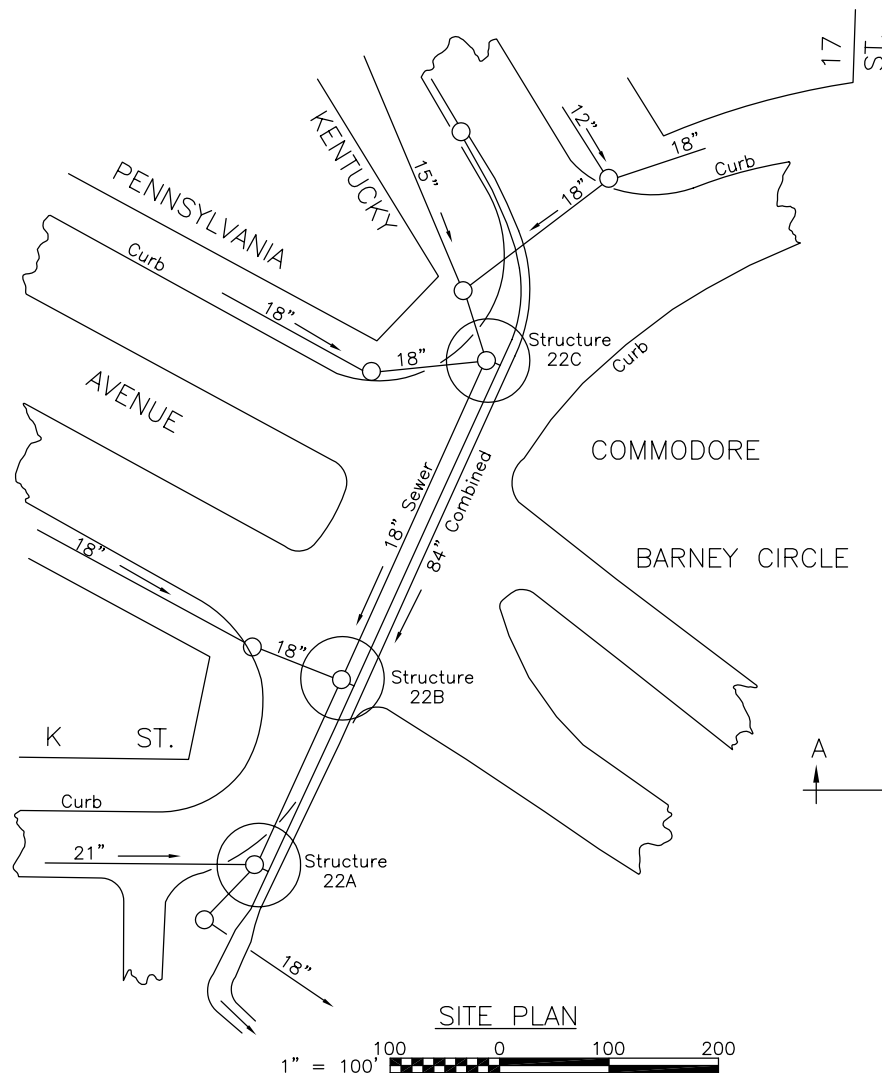 17
ST.
12”
18”
KENTUCKY
Curb
15”
PENNSYLVANIA
18”
Curb
18”
Structure
22C
18”
Curb
AVENUE
COMMODORE
18” Sewer
84” Combined
18”
BARNEY CIRCLE
18”
Structure
22B
K ST.
A
Curb
21”
Structure
22A
18”
SITE PLAN
1” = 100’
100 0 100 200